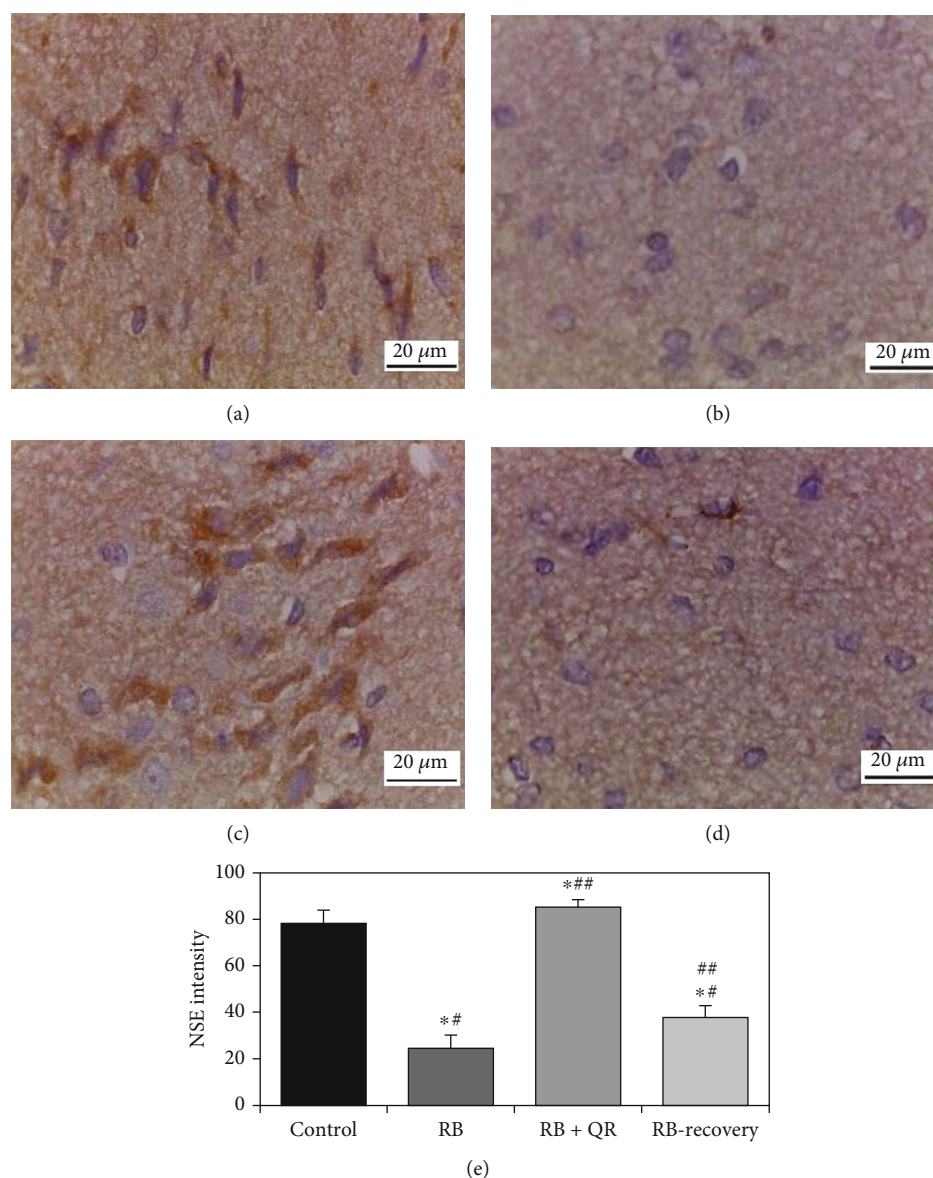 20 μm
20 μm
(a)
(b)
20 μm
20 μm
(c)
(d)
100
80
60
40
20
0
NSE intensity
*#
*##
##
*#
Control
RB
RB + QR
RB-recovery
(e)